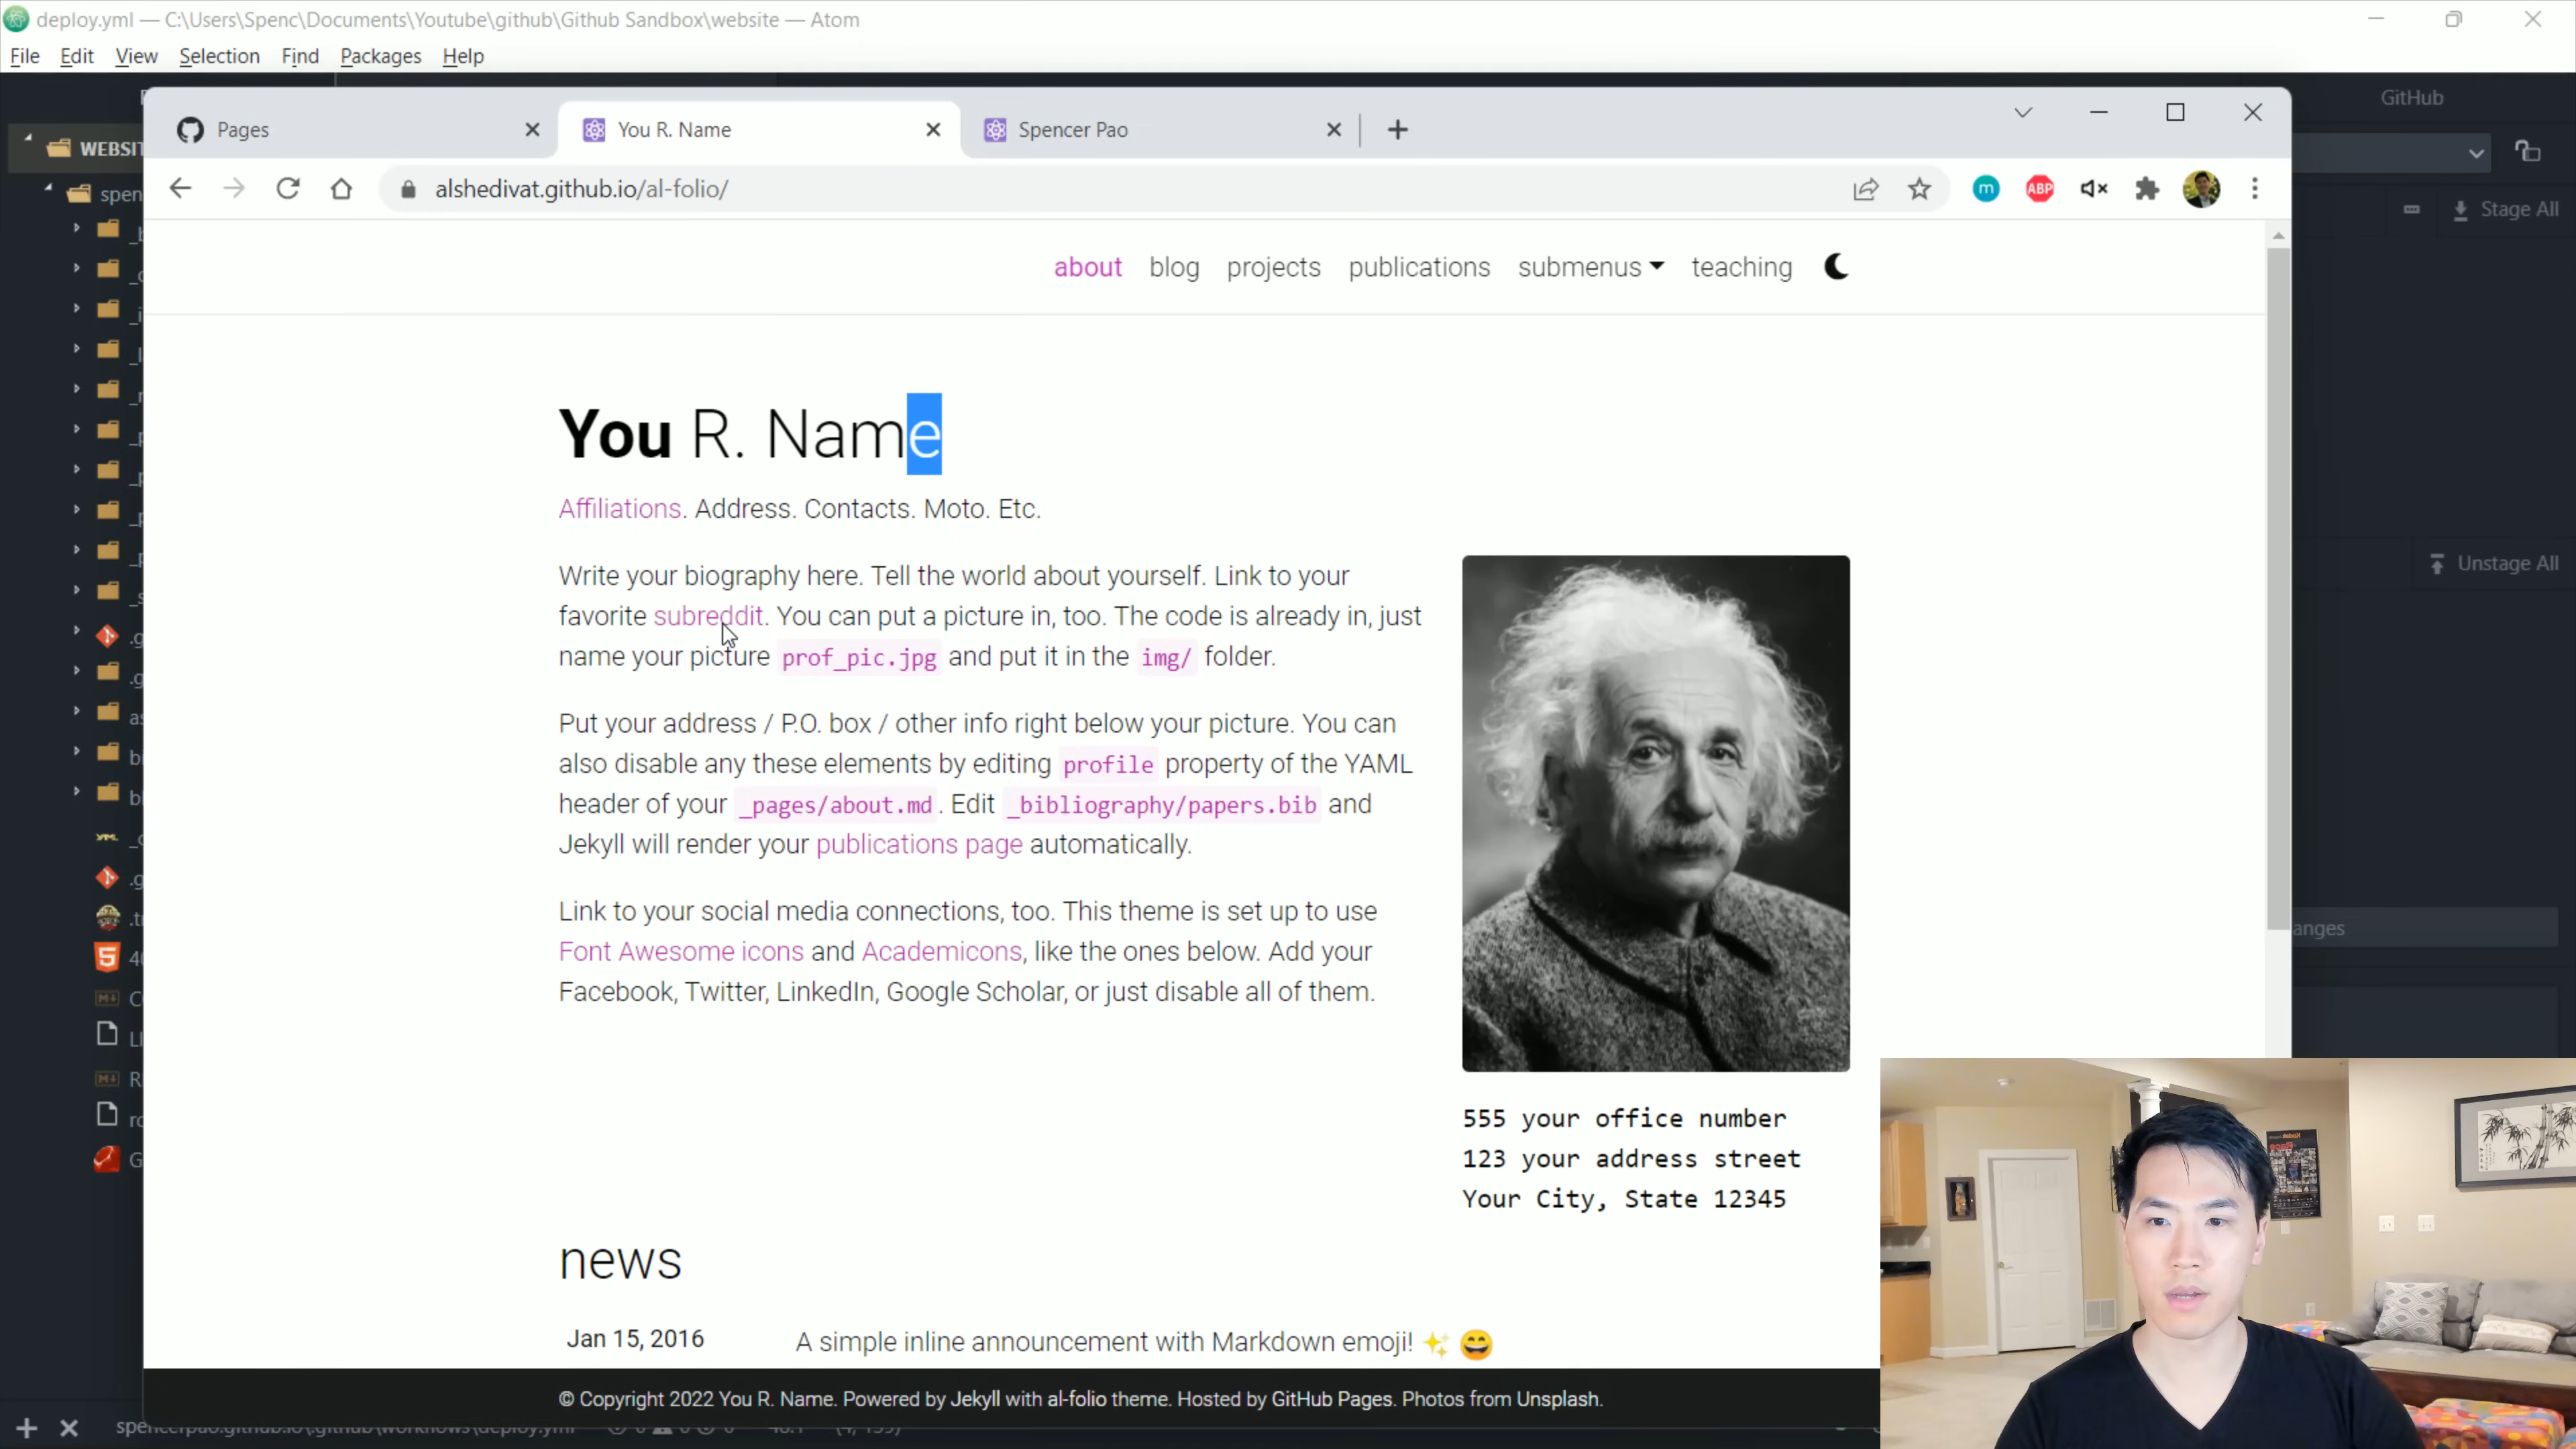 deploy.yml — C:\Users\Spenc\Documents\Youtube\github\Github Sandbox\website — Atom
File Edit View Selection Find Packages Help
GitHub
Pages
You R. Name
Spencer Pao
alshedivat.github.io/al-folio/
m
ABP
Stage All
Unstage All
about blog projects publications submenus teaching
You R. Name
Affiliations. Address. Contacts. Moto. Etc.
Write your biography here. Tell the world about yourself. Link to your
favorite subreddit. You can put a picture in, too. The code is already in, just
name your picture prof_pic.jpg and put it in the img/ folder.
Put your address / P.O. box / other info right below your picture. You can
also disable any these elements by editing profile property of the YAML
header of your _pages/about.md. Edit _bibliography/papers.bib and
Jekyll will render your publications page automatically.
Link to your social media connections, too. This theme is set up to use
Font Awesome icons and Academicons, like the ones below. Add your
Facebook, Twitter, LinkedIn, Google Scholar, or just disable all of them.
555 your office number
123 your address street
Your City, State 12345
news
Jan 15, 2016 A simple inline announcement with Markdown emoji! ✨ 😄
© Copyright 2022 You R. Name. Powered by Jekyll with al-folio theme. Hosted by GitHub Pages. Photos from Unsplash.